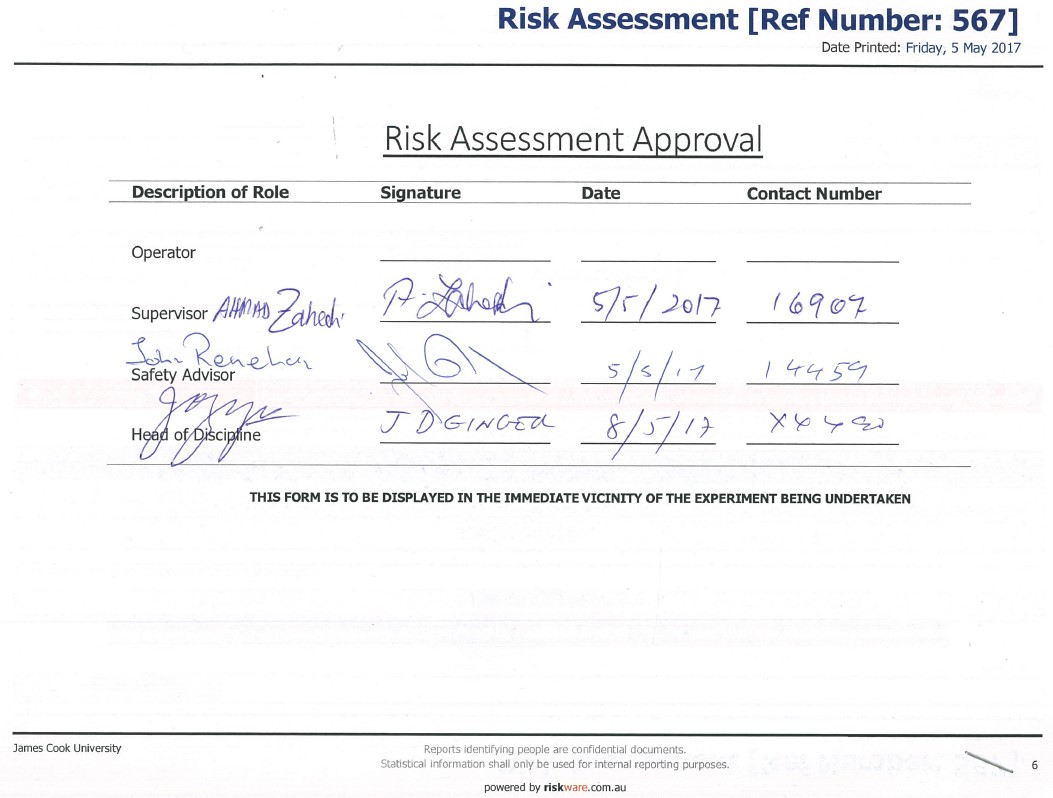 Risk Assessment [Ref Number: 567]
Date Printed: Friday, 5 May 2017
Risk Assessment Approval
Description of Role Signature Date Contact Number
Operator
Supervisor AHMAD Zahedi A. Zahedi 5/5/2017 16907
John Renehan
Safety Advisor 5/5/17 14459
Head of Discipline J D GINGER 8/5/17
THIS FORM IS TO BE DISPLAYED IN THE IMMEDIATE VICINITY OF THE EXPERIMENT BEING UNDERTAKEN
James Cook University
Reports identifying people are confidential documents.
Statistical information shall only be used for internal reporting purposes.
6
powered by riskware.com.au